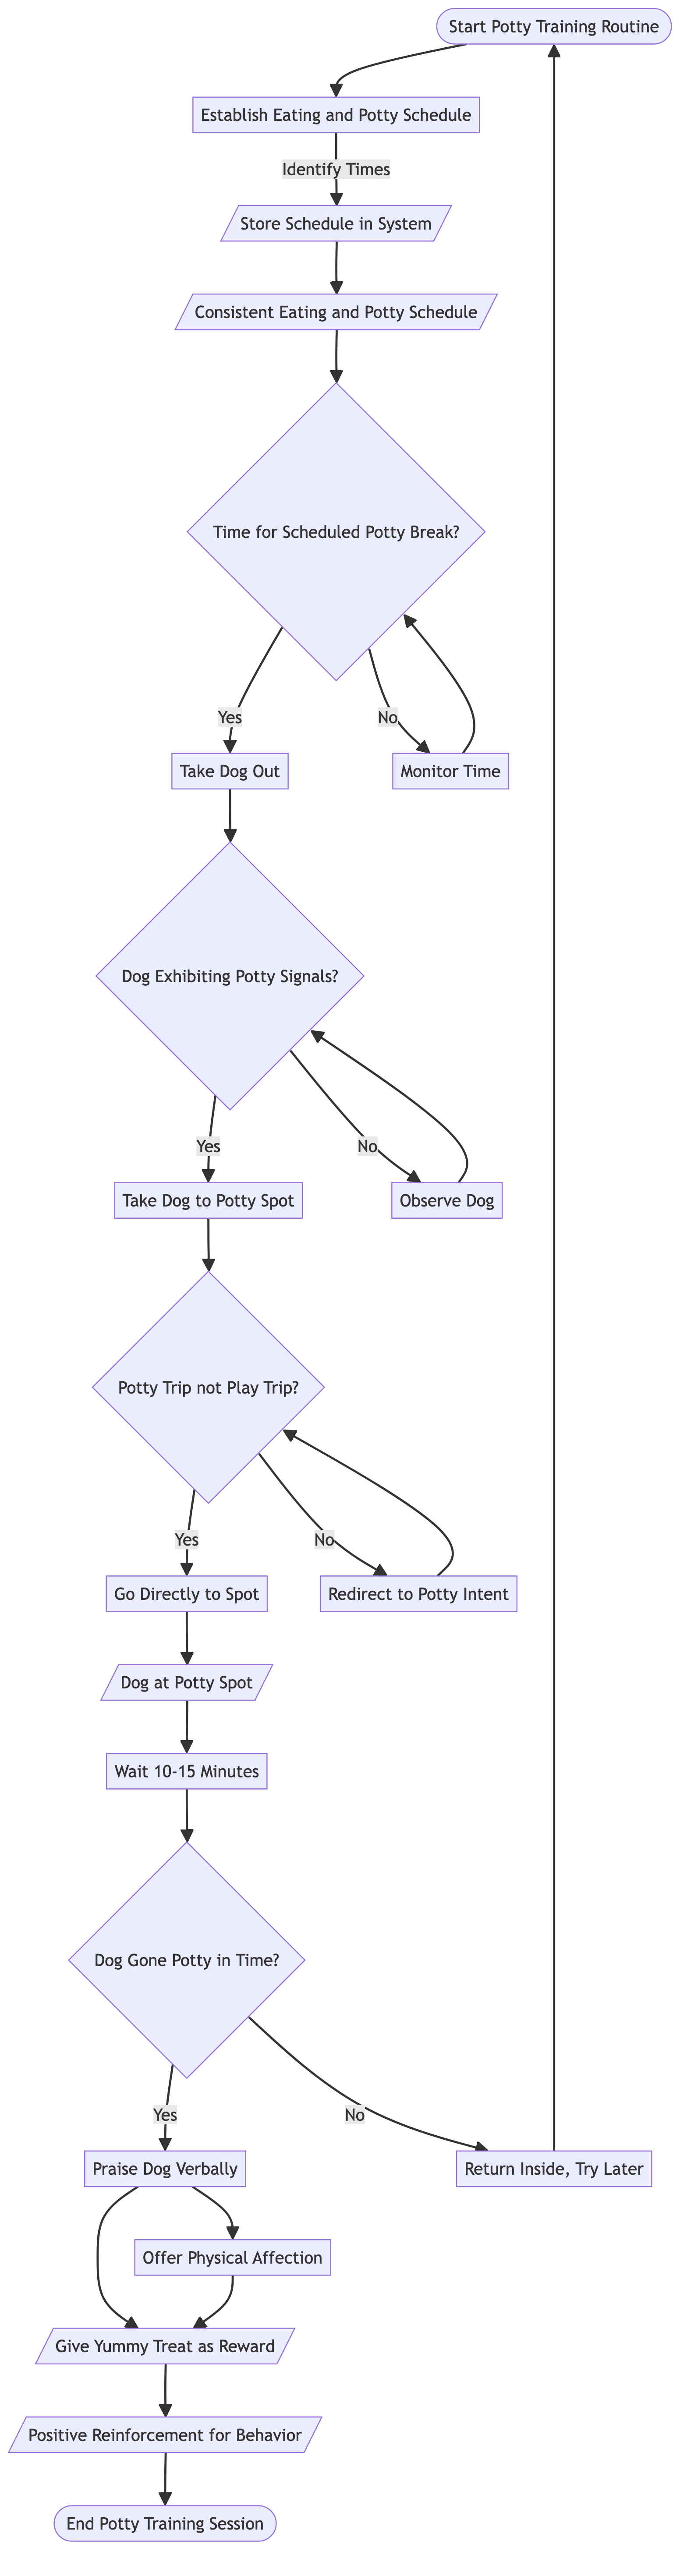 Start Potty Training Routine
Establish Eating and Potty Schedule
Identify Times
Store Schedule in System
Consistent Eating and Potty Schedule
Time for Scheduled Potty Break?
Yes
No
Take Dog Out
Monitor Time
Dog Exhibiting Potty Signals?
Yes
No
Take Dog to Potty Spot
Observe Dog
Potty Trip not Play Trip?
Yes
No
Go Directly to Spot
Redirect to Potty Intent
Dog at Potty Spot
Wait 10-15 Minutes
Dog Gone Potty in Time?
Yes
No
Praise Dog Verbally
Return Inside, Try Later
Offer Physical Affection
Give Yummy Treat as Reward
Positive Reinforcement for Behavior
End Potty Training Session